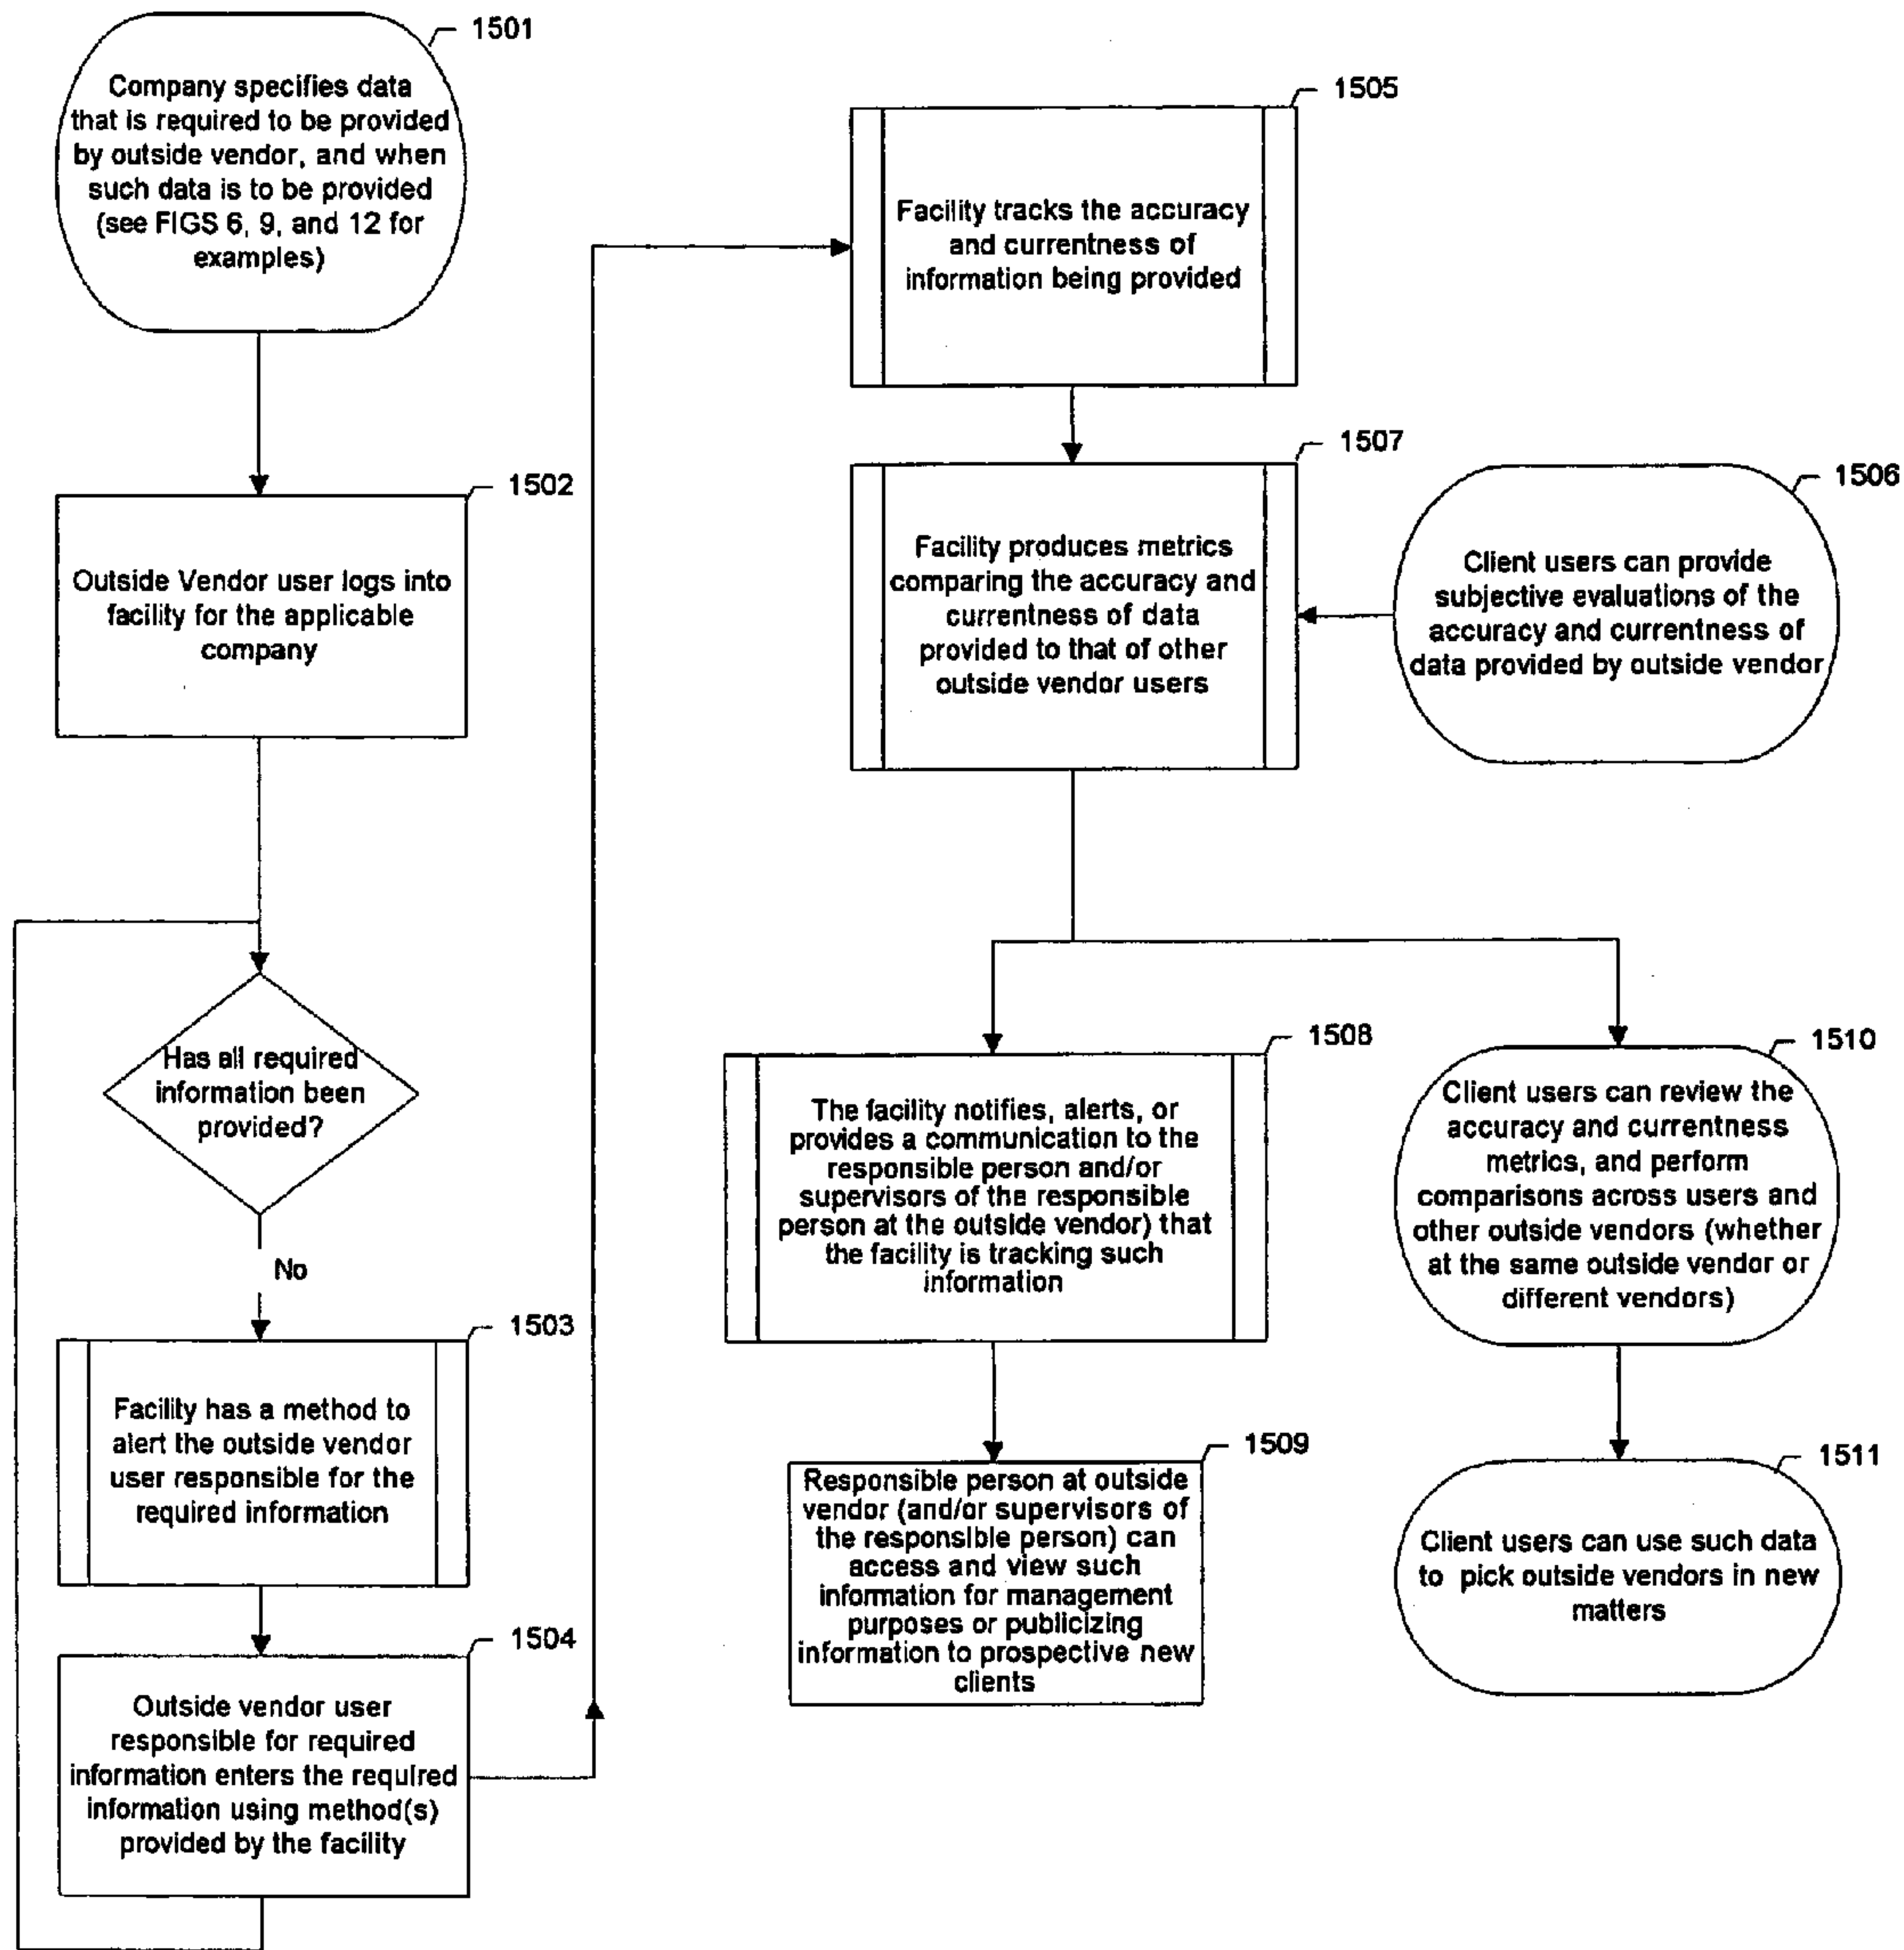 1501
Company specifies data
that is required to be provided
by outside vendor, and when
such data is to be provided
(see FIGS 6, 9, and 12 for
examples)
1502
Outside Vendor user logs into
facility for the applicable
company
Has all required
information been
provided?
No
1503
Facility has a method to
alert the outside vendor
user responsible for the
required information
1504
Outside vendor user
responsible for required
information enters the required
information using method(s)
provided by the facility
1505
Facility tracks the accuracy
and currentness of
information being provided
1507
Facility produces metrics
comparing the accuracy and
currentness of data
provided to that of other
outside vendor users
1506
Client users can provide
subjective evaluations of the
accuracy and currentness of
data provided by outside vendor
1508
The facility notifies, alerts, or
provides a communication to the
responsible person and/or
supervisors of the responsible
person at the outside vendor) that
the facility is tracking such
information
1509
Responsible person at outside
vendor (and/or supervisors of
the responsible person) can
access and view such
information for management
purposes or publicizing
information to prospective new
clients
1510
Client users can review the
accuracy and currentness
metrics, and perform
comparisons across users and
other outside vendors (whether
at the same outside vendor or
different vendors)
1511
Client users can use such data
to pick outside vendors in new
matters